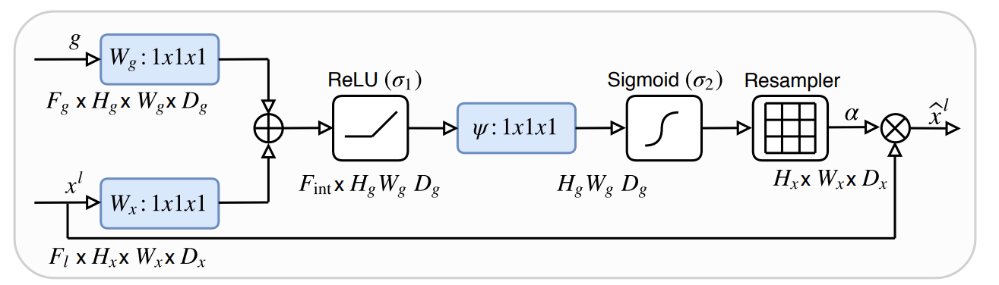 g
W_g : 1x1x1
F_g x H_g x W_g x D_g
x^l
W_x : 1x1x1
F_l x H_x x W_x x D_x
ReLU (σ_1)
F_int x H_g W_g D_g
ψ : 1x1x1
Sigmoid (σ_2)
H_g W_g D_g
Resampler
α
H_x x W_x x D_x
x̂^l